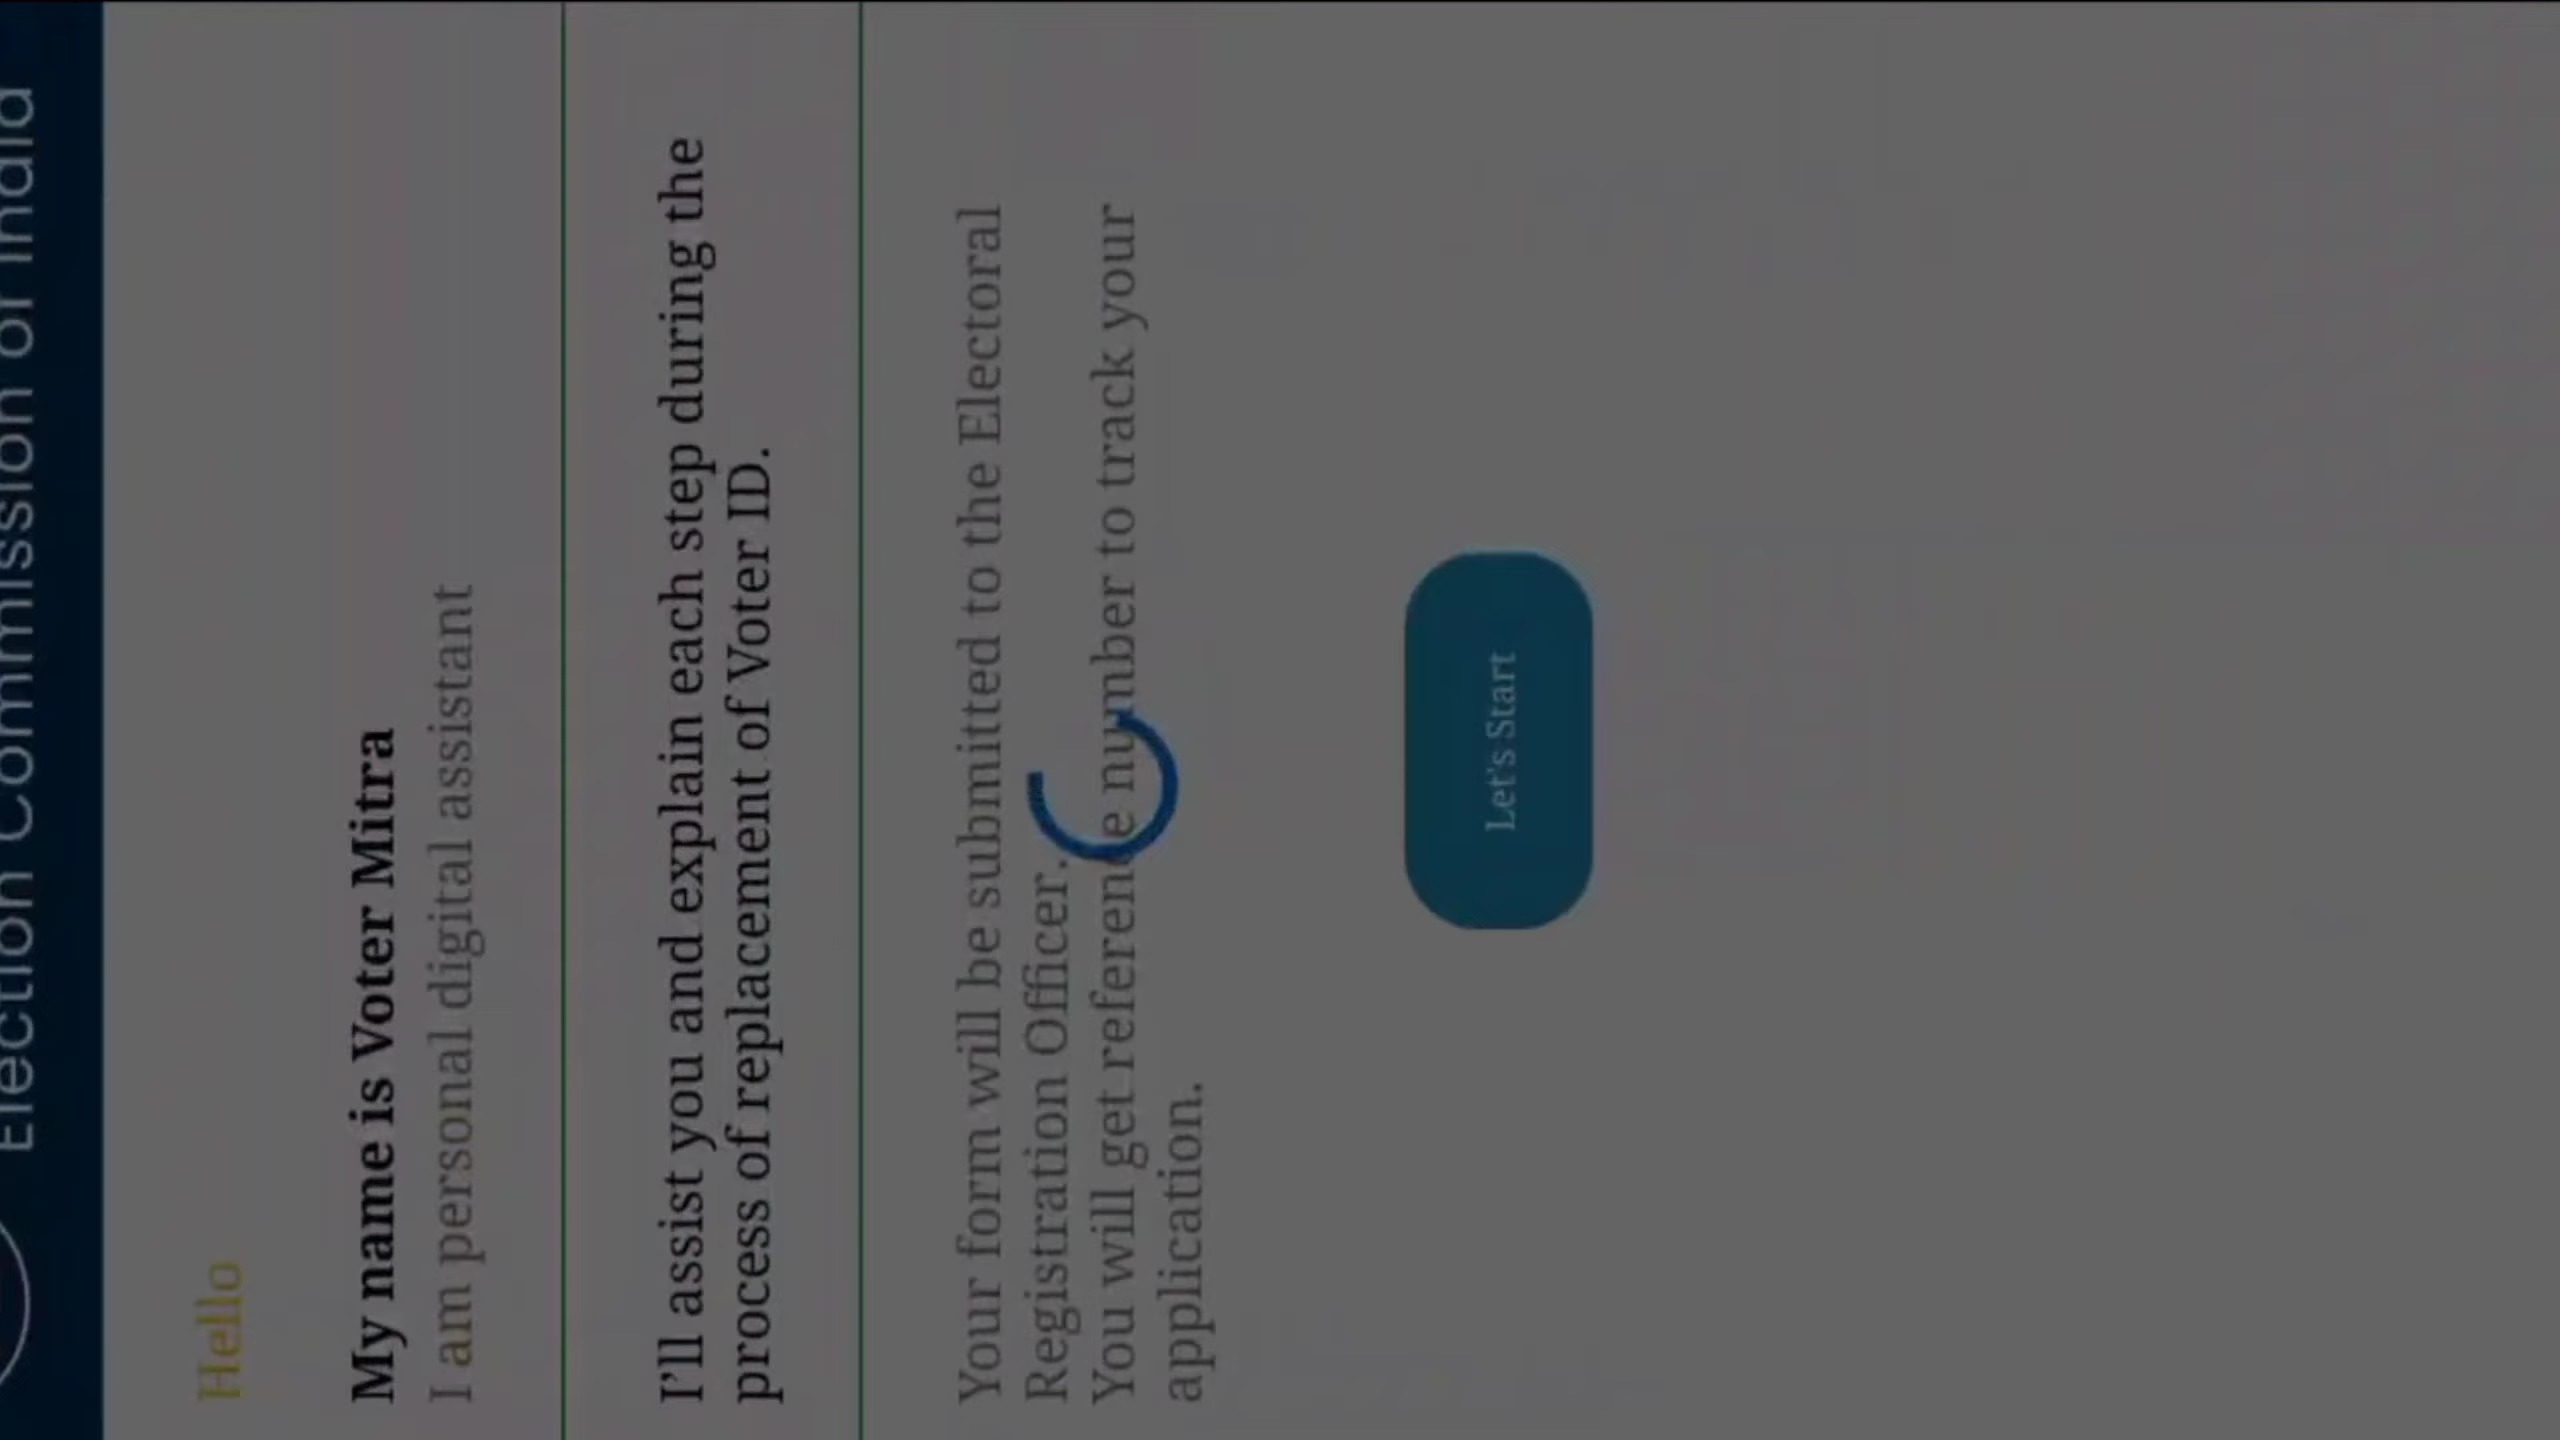 Election Commission of India
Hello
My name is Voter Mitra
I am personal digital assistant
I'll assist you and explain each step during the
process of replacement of Voter ID.
Your form will be submitted to the Electoral
Registration Officer.
You will get reference number to track your
application.
Let's Start